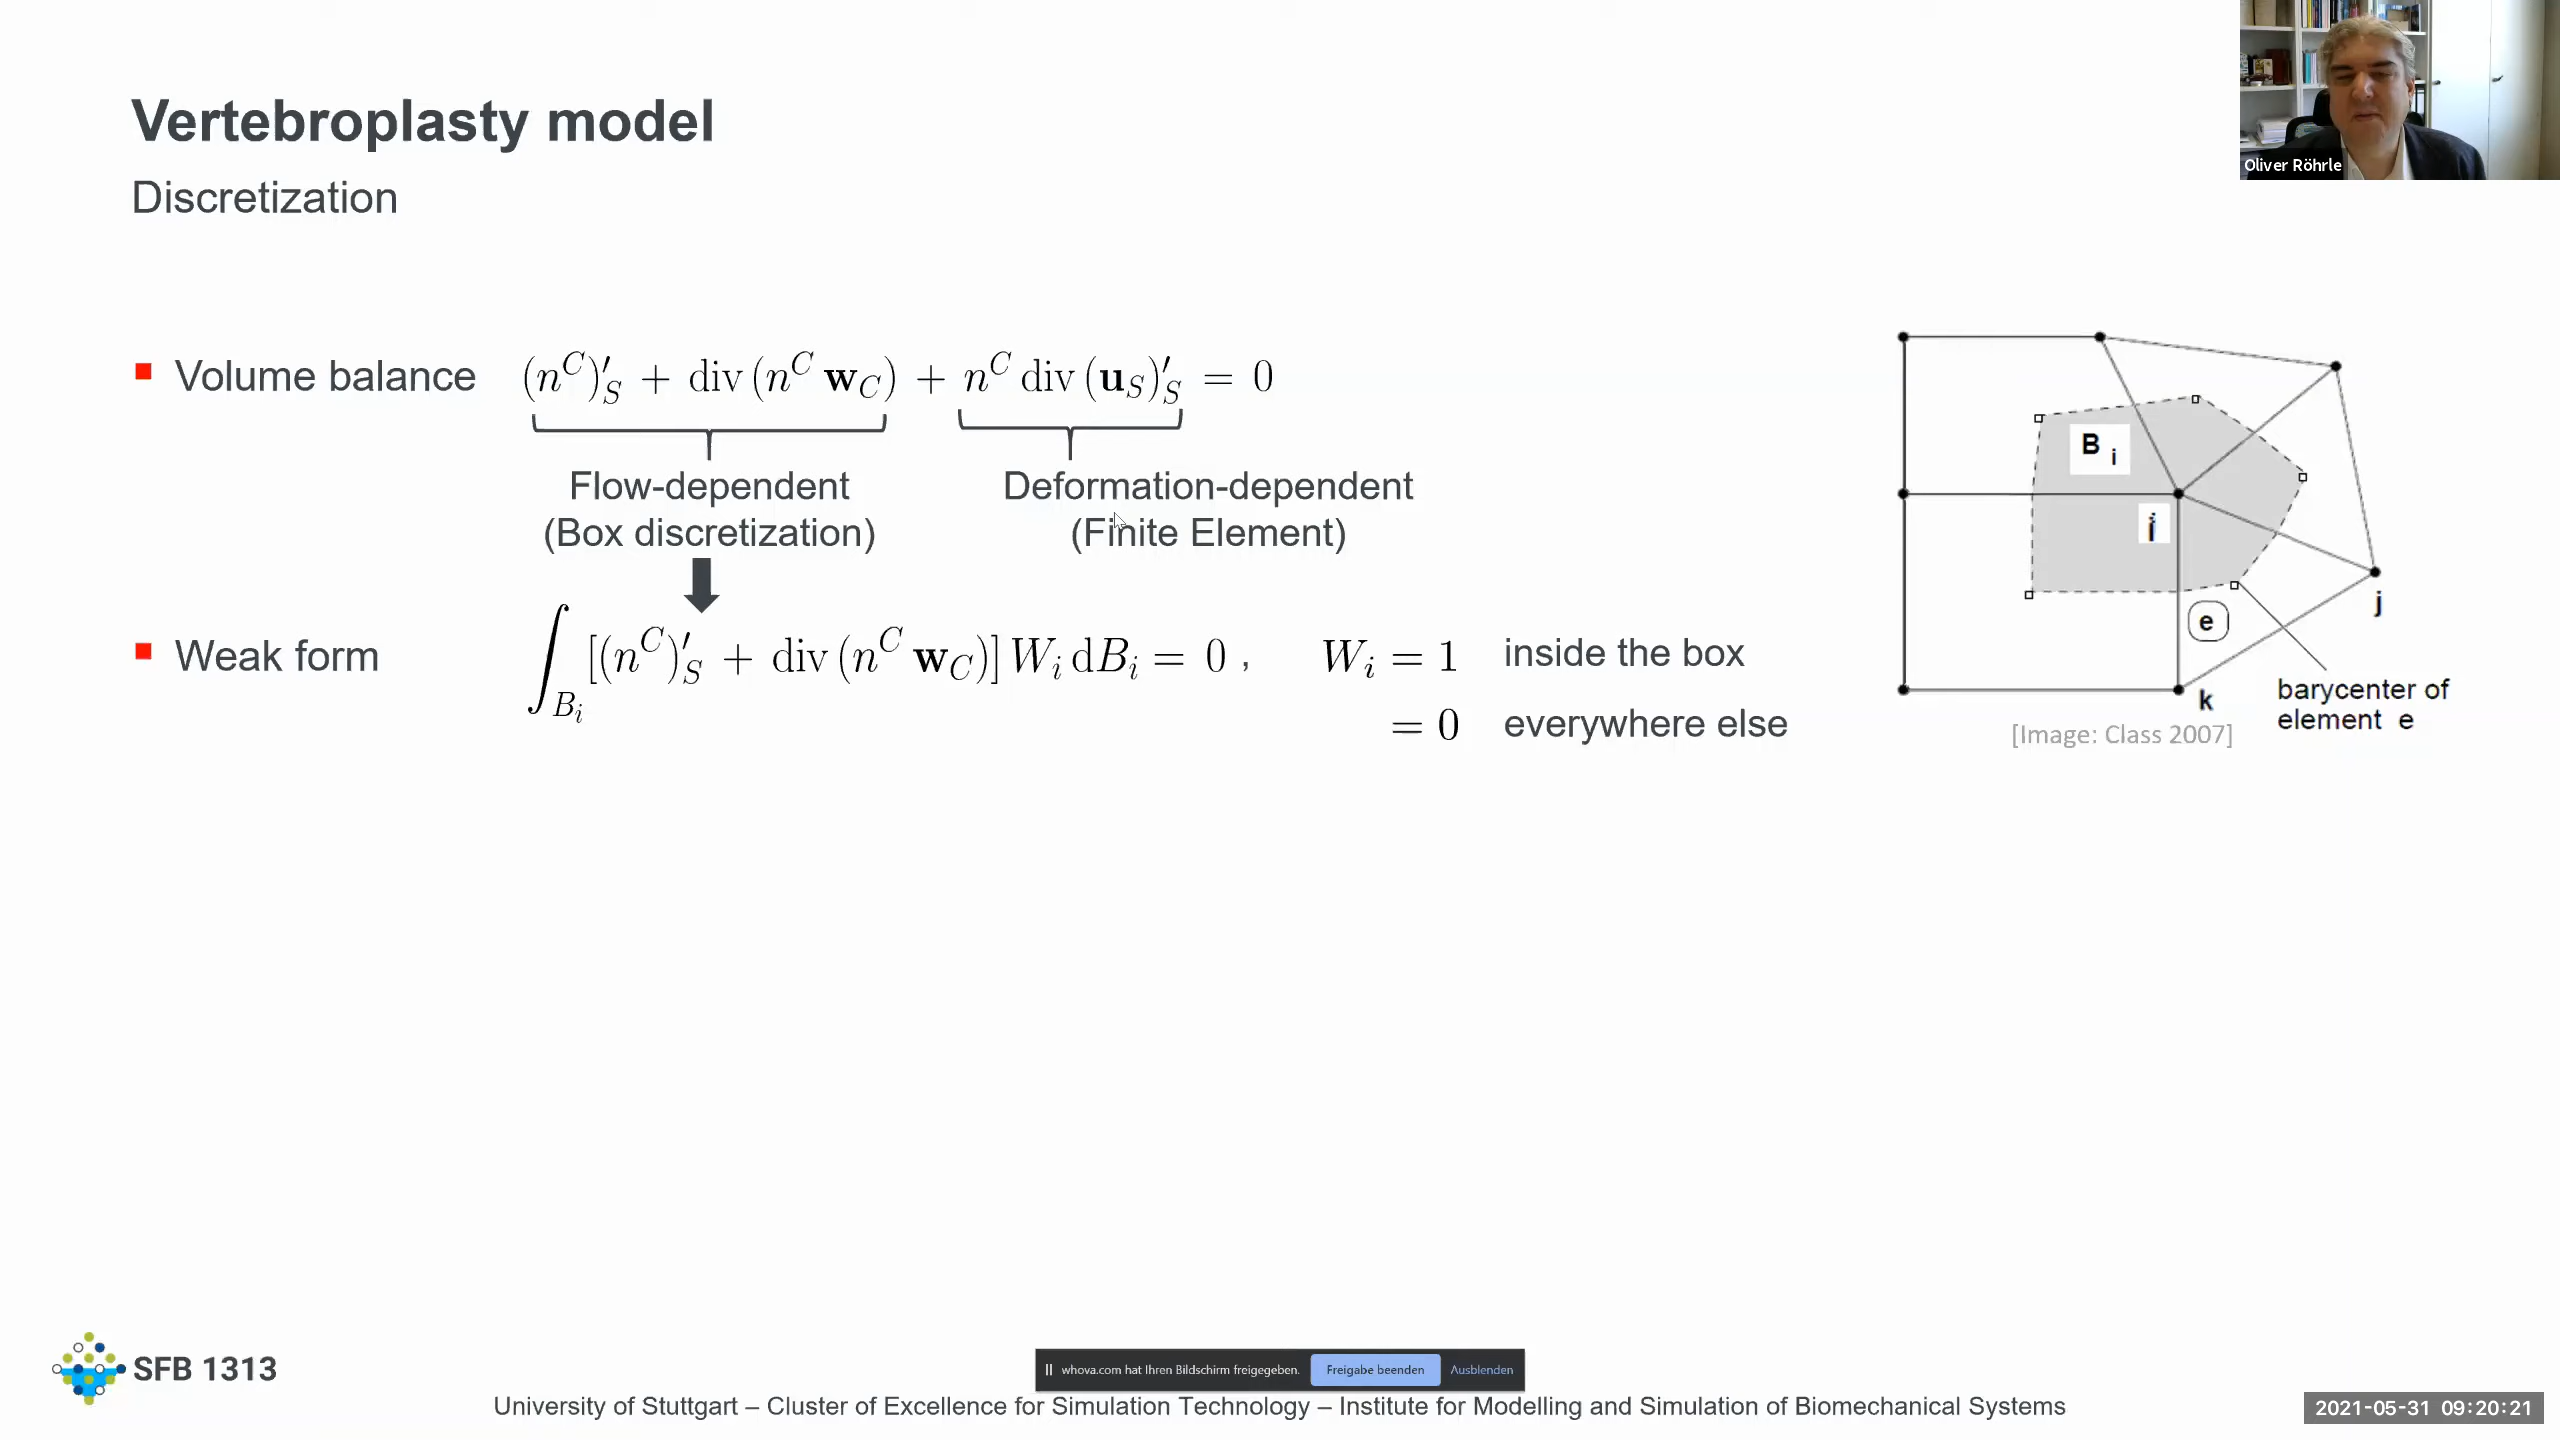 Vertebroplasty model
Discretization
Oliver Röhrle
Volume balance (n^C)'_S + div (n^C w_C) + n^C div (u_S)'_S = 0
Flow-dependent
(Box discretization)
Deformation-dependent
(Finite Element)
Weak form ∫_{B_i} [(n^C)'_S + div (n^C w_C)] W_i dB_i = 0 , W_i = 1 inside the box
= 0 everywhere else
B i
i
e
j
k
barycenter of
element e
[Image: Class 2007]
SFB 1313
whova.com hat Ihren Bildschirm freigegeben. Freigabe beenden Ausblenden
University of Stuttgart – Cluster of Excellence for Simulation Technology – Institute for Modelling and Simulation of Biomechanical Systems
2021-05-31 09:20:21